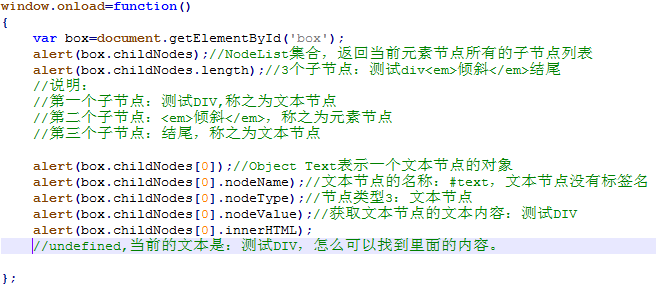 window.onload=function()
{
var box=document.getElementById('box');
alert(box.childNodes);//NodeList集合，返回当前元素节点所有的子节点列表
alert(box.childNodes.length);//3个子节点：测试div<em>倾斜</em>结尾
//说明：
//第一个子节点：测试DIV,称之为文本节点
//第二个子节点：<em>倾斜</em>，称之为元素节点
//第三个子节点：结尾，称之为文本节点
alert(box.childNodes[0]);//Object Text表示一个文本节点的对象
alert(box.childNodes[0].nodeName);//文本节点的名称：#text，文本节点没有标签名
alert(box.childNodes[0].nodeType);//节点类型3：文本节点
alert(box.childNodes[0].nodeValue);//获取文本节点的文本内容：测试DIV
alert(box.childNodes[0].innerHTML);
//undefined,当前的文本是：测试DIV，怎么可以找到里面的内容。
};